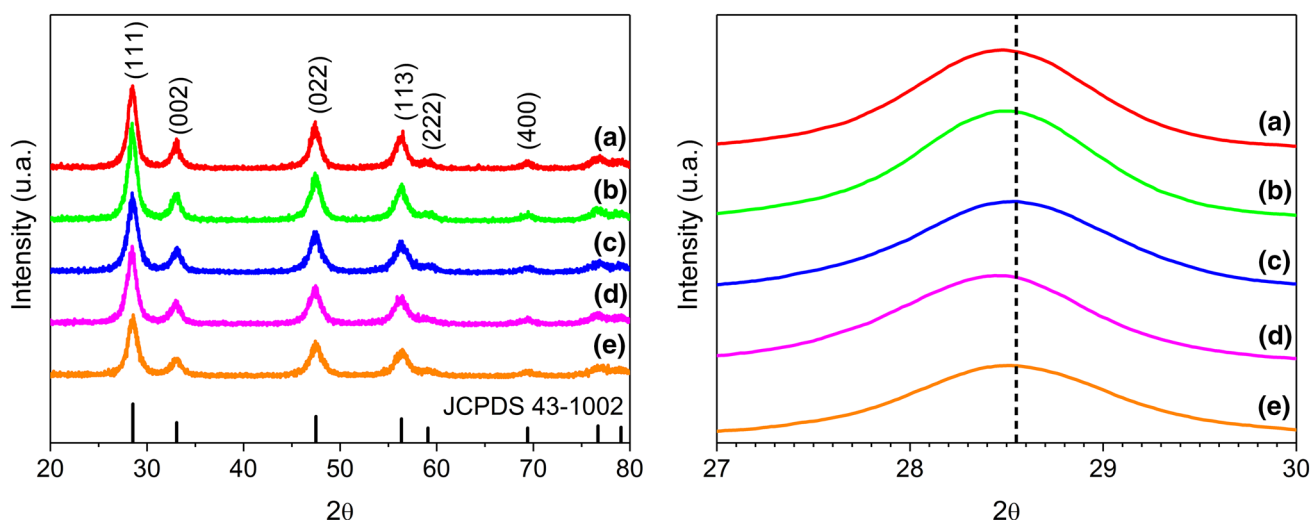 (111)
(002)
(022)
(113)
(222)
(400)
(a)
(b)
(c)
(d)
(e)
JCPDS 43-1002
Intensity (u.a.)
20 30 40 50 60 70 80
2θ
(a)
(b)
(c)
(d)
(e)
Intensity (u.a.)
27 28 29 30
2θ